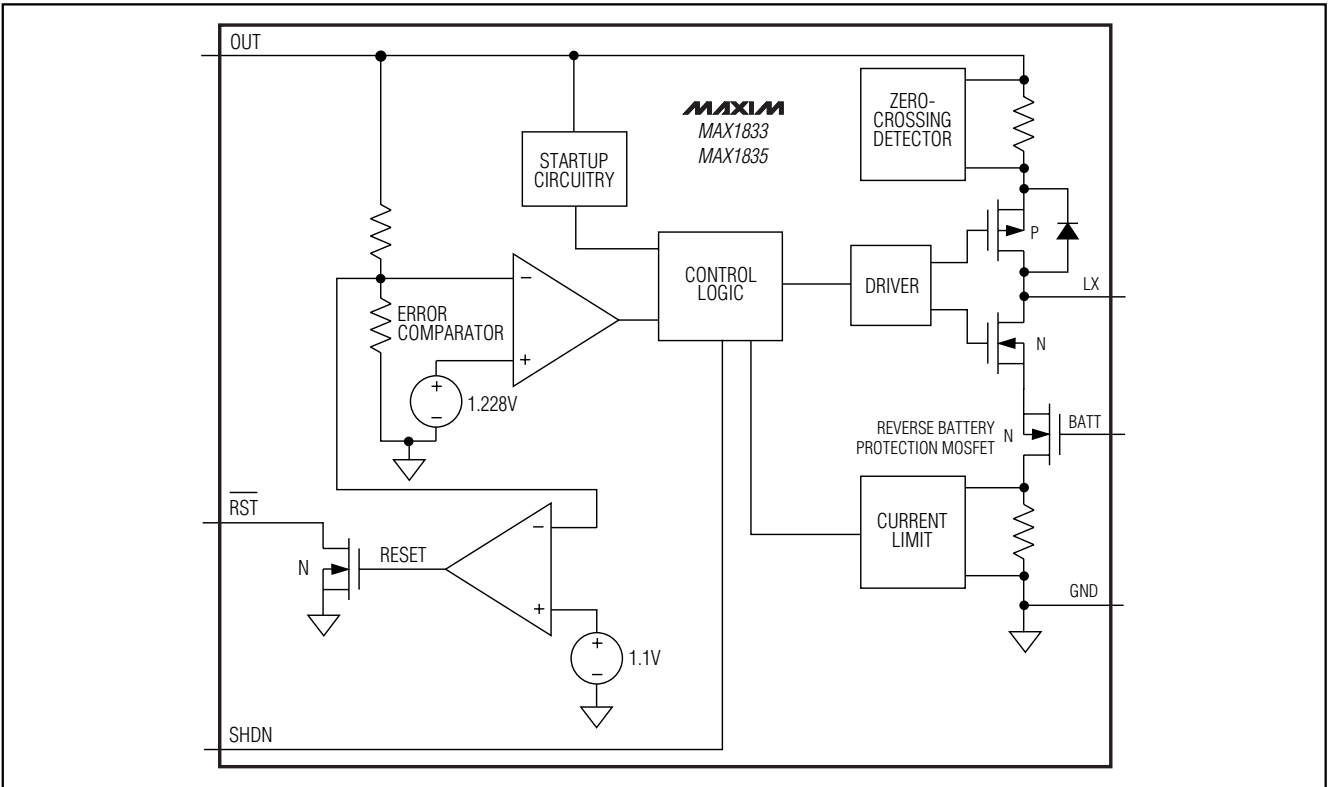 OUT
MAXIM
MAX1833
MAX1835
ZERO-
CROSSING
DETECTOR
STARTUP
CIRCUITRY
P
CONTROL
LOGIC
DRIVER
LX
−
ERROR
COMPARATOR
+
N
+
−
1.228V
REVERSE BATTERY
PROTECTION MOSFET
N
BATT
RST
CURRENT
LIMIT
−
RESET
N
GND
+
+
−
1.1V
SHDN